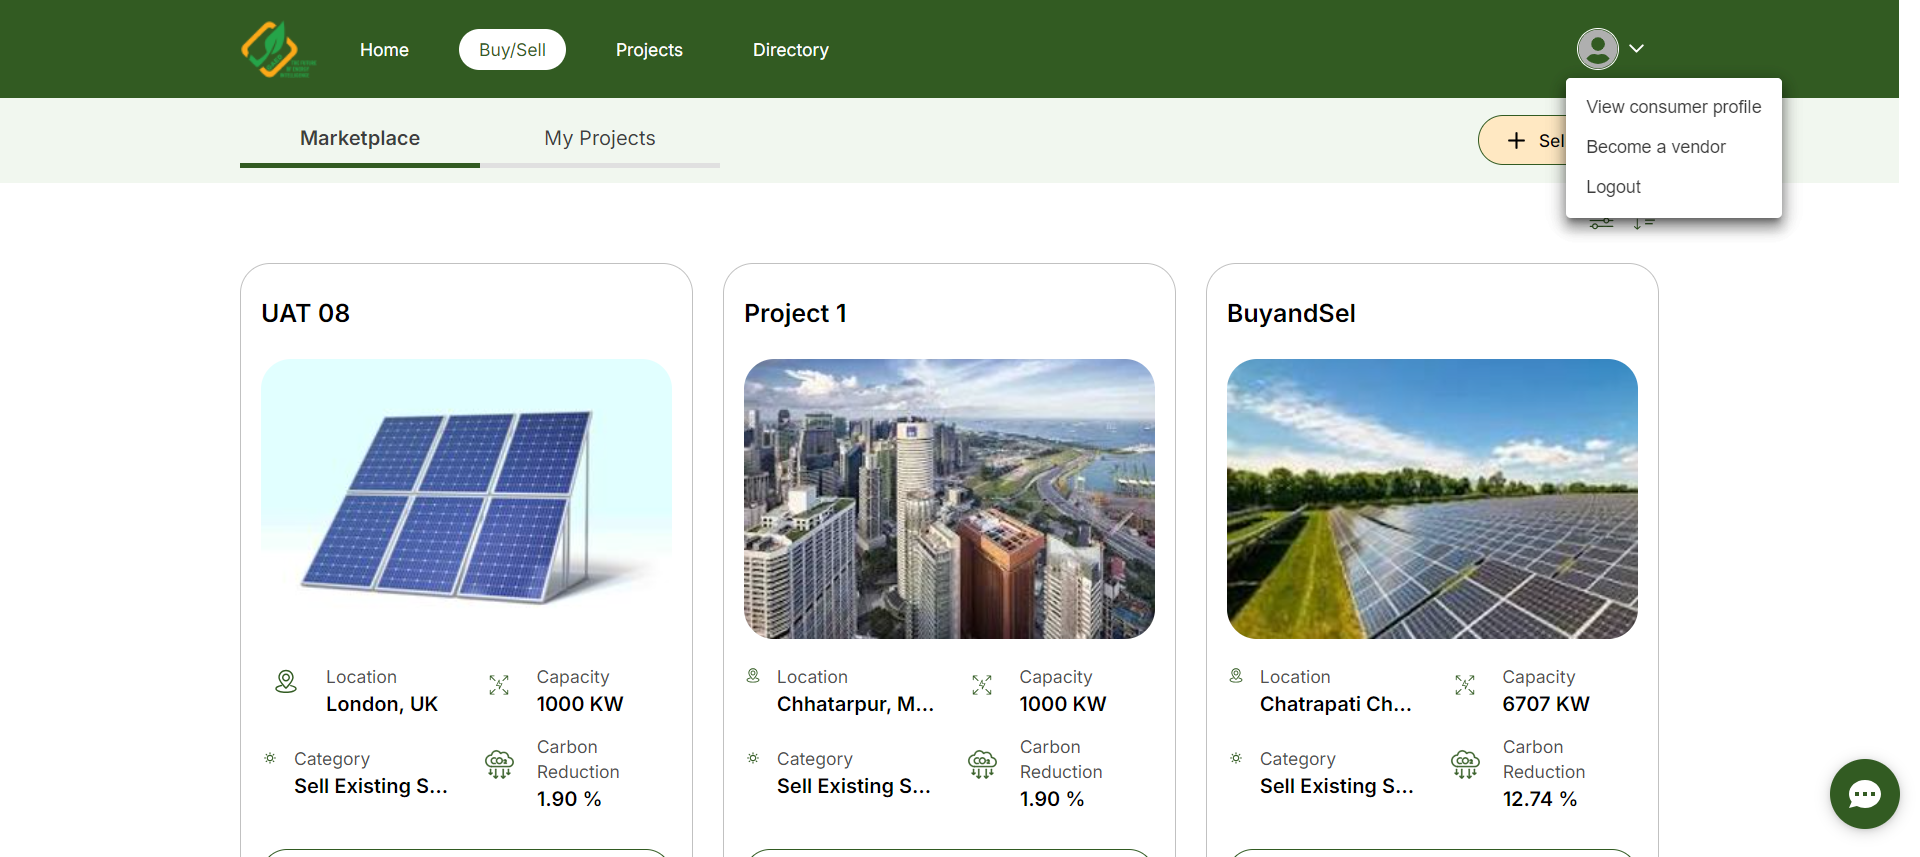 Home
Buy/Sell
Projects
Directory
View consumer profile
Become a vendor
Logout
Marketplace
My Projects
+ Sel
UAT 08
Project 1
BuyandSel
Location
London, UK
Capacity
1000 KW
Category
Sell Existing S...
Carbon
Reduction
1.90 %
Location
Chhatarpur, M...
Capacity
1000 KW
Category
Sell Existing S...
Carbon
Reduction
1.90 %
Location
Chatrapati Ch...
Capacity
6707 KW
Category
Sell Existing S...
Carbon
Reduction
12.74 %